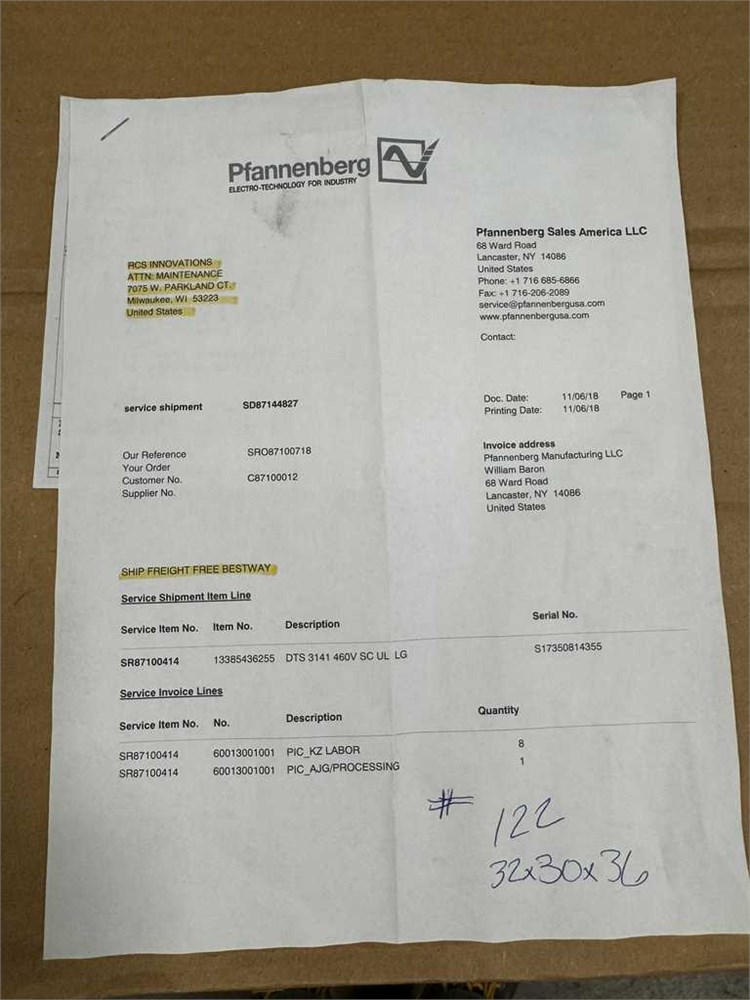 Pfannenberg
ELECTRO-TECHNOLOGY FOR INDUSTRY
RCS INNOVATIONS
ATTN: MAINTENANCE
7075 W. PARKLAND CT.
Milwaukee, WI 53223
United States
Pfannenberg Sales America LLC
68 Ward Road
Lancaster, NY 14086
United States
Phone: +1 716 685-6866
Fax: +1 716-206-2089
service@pfannenbergusa.com
www.pfannenbergusa.com
Contact:
service shipment SD87144827
Doc. Date: 11/06/18 Page 1
Printing Date: 11/06/18
Our Reference SRO87100718
Your Order
Customer No. C87100012
Supplier No.
Invoice address
Pfannenberg Manufacturing LLC
William Baron
68 Ward Road
Lancaster, NY 14086
United States
SHIP FREIGHT FREE BESTWAY
Service Shipment Item Line
Service Item No. Item No. Description Serial No.
SR87100414 13385436255 DTS 3141 460V SC UL LG S17350814355
Service Invoice Lines
Service Item No. No. Description Quantity
SR87100414 60013001001 PIC_KZ LABOR 8
SR87100414 60013001001 PIC_AJG/PROCESSING 1
# 122
32x30x36